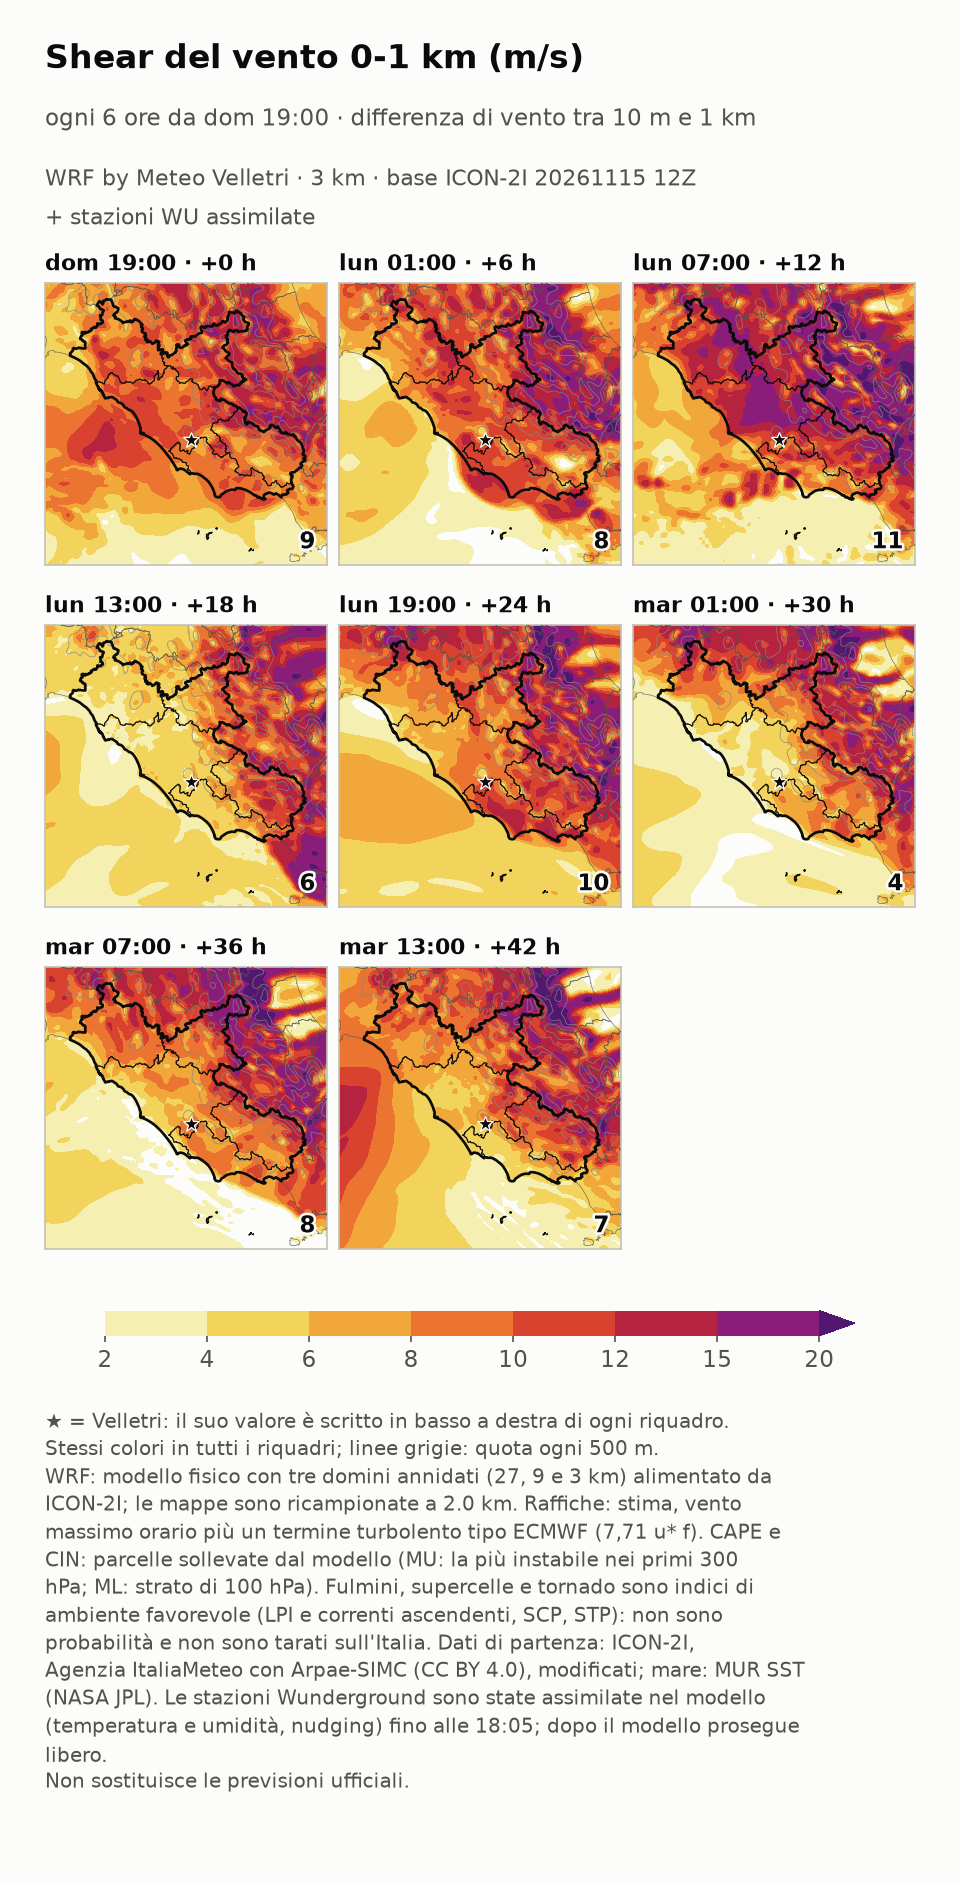 Shear del vento 0-1 km (m/s)
ogni 6 ore da dom 19:00 · differenza di vento tra 10 m e 1 km
WRF by Meteo Velletri · 3 km · base ICON-2I 20261115 12Z
+ stazioni WU assimilate
dom 19:00 · +0 h
lun 01:00 · +6 h
lun 07:00 · +12 h
9
8
11
lun 13:00 · +18 h
lun 19:00 · +24 h
mar 01:00 · +30 h
6
10
4
mar 07:00 · +36 h
mar 13:00 · +42 h
8
7
2 4 6 8 10 12 15 20
★ = Velletri: il suo valore è scritto in basso a destra di ogni riquadro.
Stessi colori in tutti i riquadri; linee grigie: quota ogni 500 m.
WRF: modello fisico con tre domini annidati (27, 9 e 3 km) alimentato da
ICON-2I; le mappe sono ricampionate a 2.0 km. Raffiche: stima, vento
massimo orario più un termine turbolento tipo ECMWF (7,71 u* f). CAPE e
CIN: parcelle sollevate dal modello (MU: la più instabile nei primi 300
hPa; ML: strato di 100 hPa). Fulmini, supercelle e tornado sono indici di
ambiente favorevole (LPI e correnti ascendenti, SCP, STP): non sono
probabilità e non sono tarati sull'Italia. Dati di partenza: ICON-2I,
Agenzia ItaliaMeteo con Arpae-SIMC (CC BY 4.0), modificati; mare: MUR SST
(NASA JPL). Le stazioni Wunderground sono state assimilate nel modello
(temperatura e umidità, nudging) fino alle 18:05; dopo il modello prosegue
libero.
Non sostituisce le previsioni ufficiali.